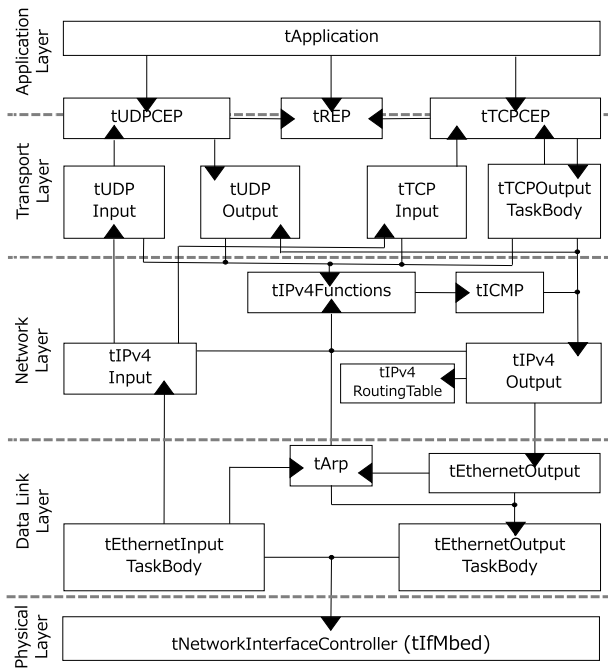 Application
Layer
tApplication
tUDPCEP
tREP
tTCPCEP
Transport
Layer
tUDP
Input
tUDP
Output
tTCP
Input
tTCPOutput
TaskBody
Network
Layer
tIPv4Functions
tICMP
tIPv4
Input
tIPv4
RoutingTable
tIPv4
Output
Data Link
Layer
tArp
tEthernetOutput
tEthernetInput
TaskBody
tEthernetOutput
TaskBody
Physical
Layer
tNetworkInterfaceController (tIfMbed)